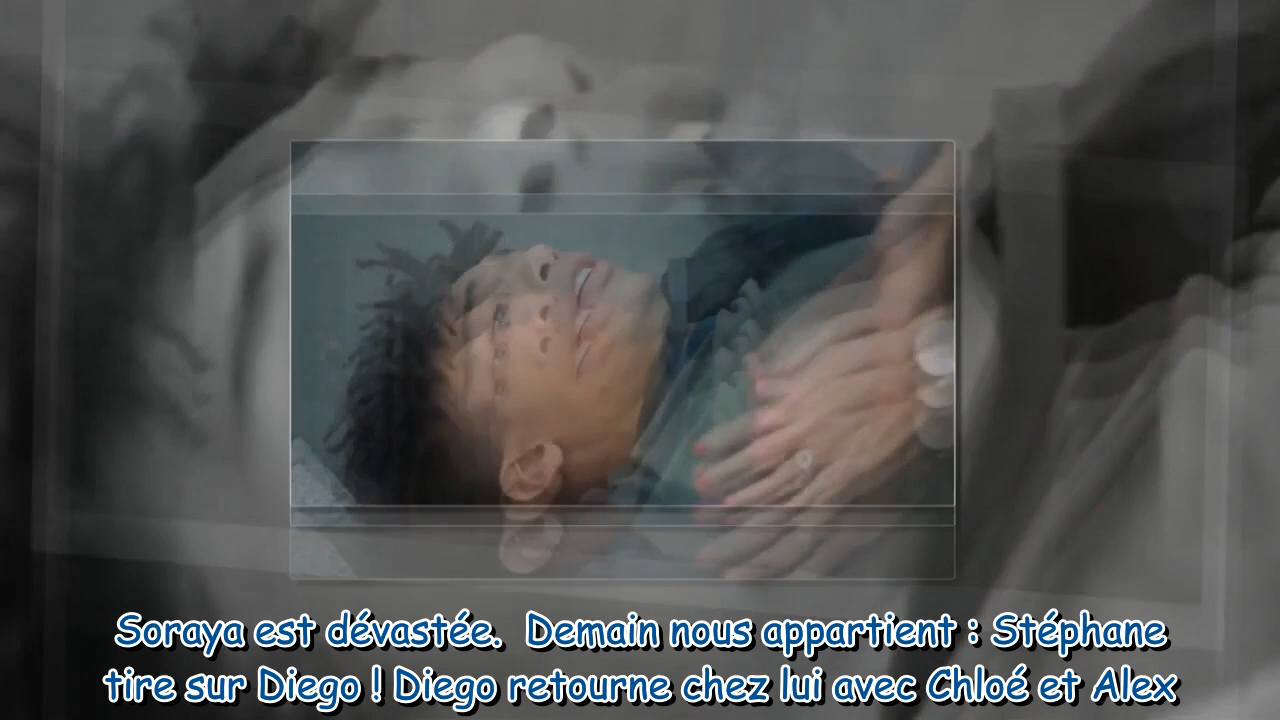 Soraya est dévastée.  Demain nous appartient : Stéphane
tire sur Diego ! Diego retourne chez lui avec Chloé et Alex